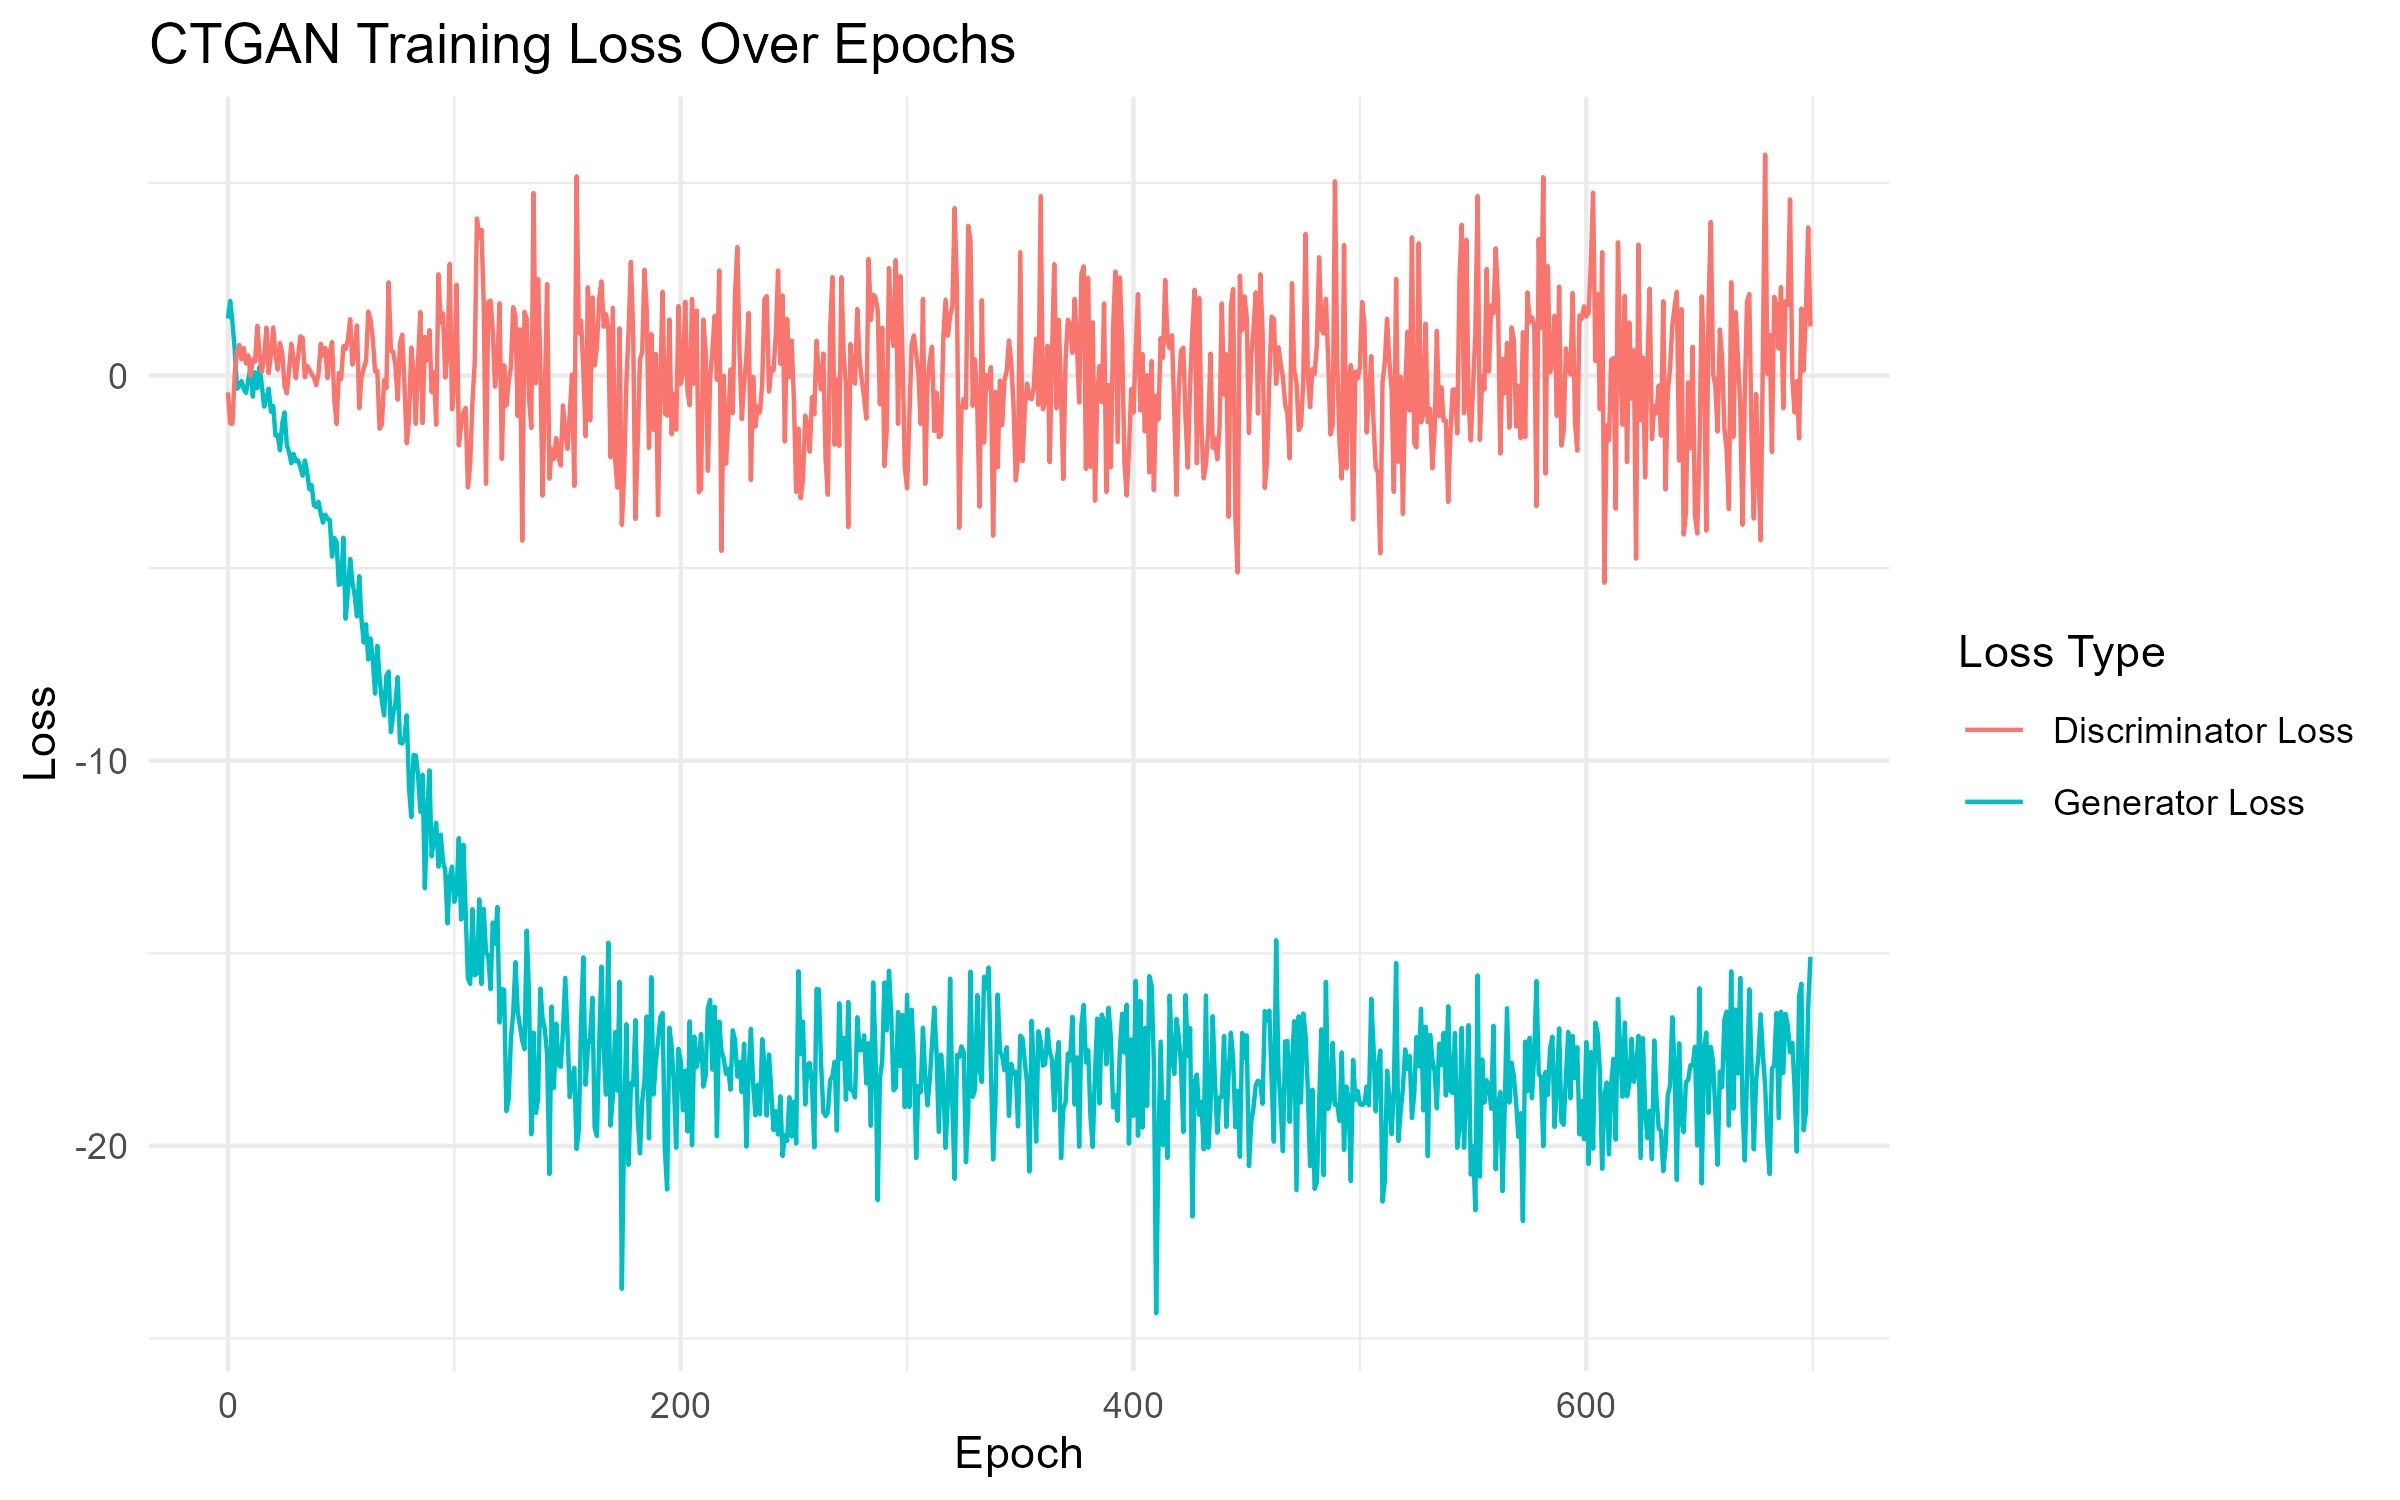 CTGAN Training Loss Over Epochs
Loss
0
-10
-20
0
200
400
600
Epoch
Loss Type
Discriminator Loss
Generator Loss